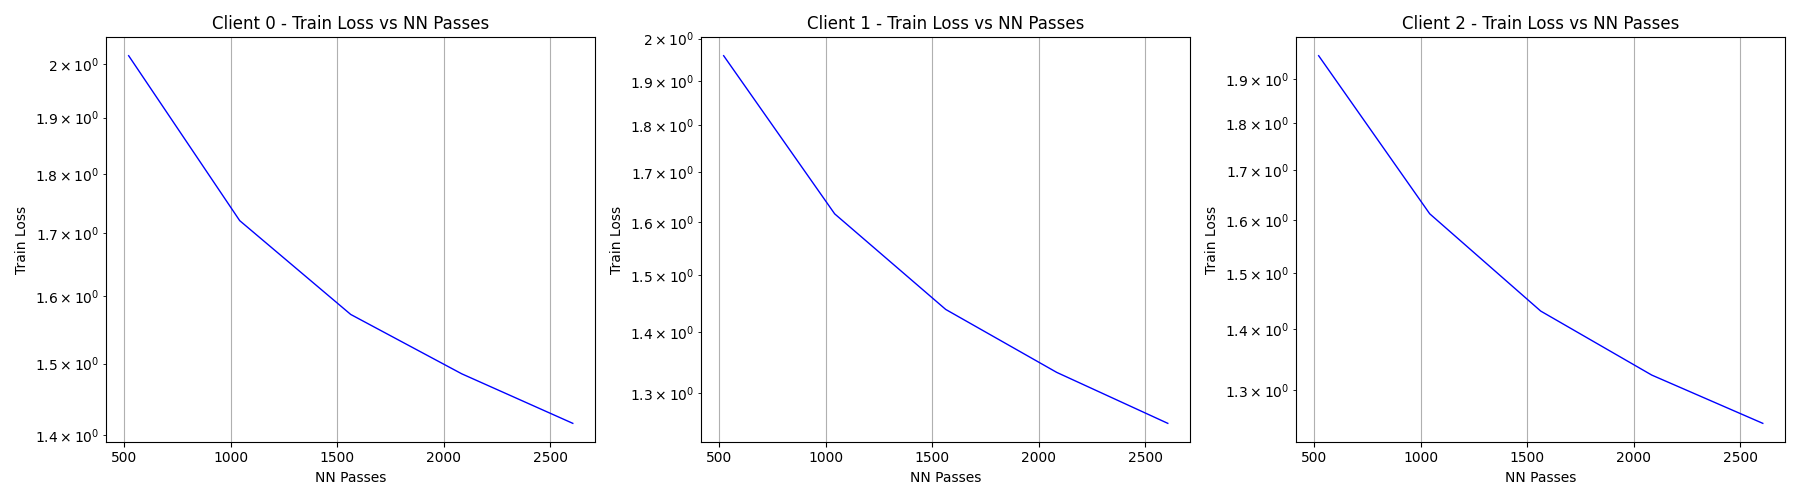 Client 0 - Train Loss vs NN Passes
2 × 10⁰
1.9 × 10⁰
1.8 × 10⁰
1.7 × 10⁰
1.6 × 10⁰
1.5 × 10⁰
1.4 × 10⁰
Train Loss
500 1000 1500 2000 2500
NN Passes
Client 1 - Train Loss vs NN Passes
2 × 10⁰
1.9 × 10⁰
1.8 × 10⁰
1.7 × 10⁰
1.6 × 10⁰
1.5 × 10⁰
1.4 × 10⁰
1.3 × 10⁰
Train Loss
500 1000 1500 2000 2500
NN Passes
Client 2 - Train Loss vs NN Passes
1.9 × 10⁰
1.8 × 10⁰
1.7 × 10⁰
1.6 × 10⁰
1.5 × 10⁰
1.4 × 10⁰
1.3 × 10⁰
Train Loss
500 1000 1500 2000 2500
NN Passes